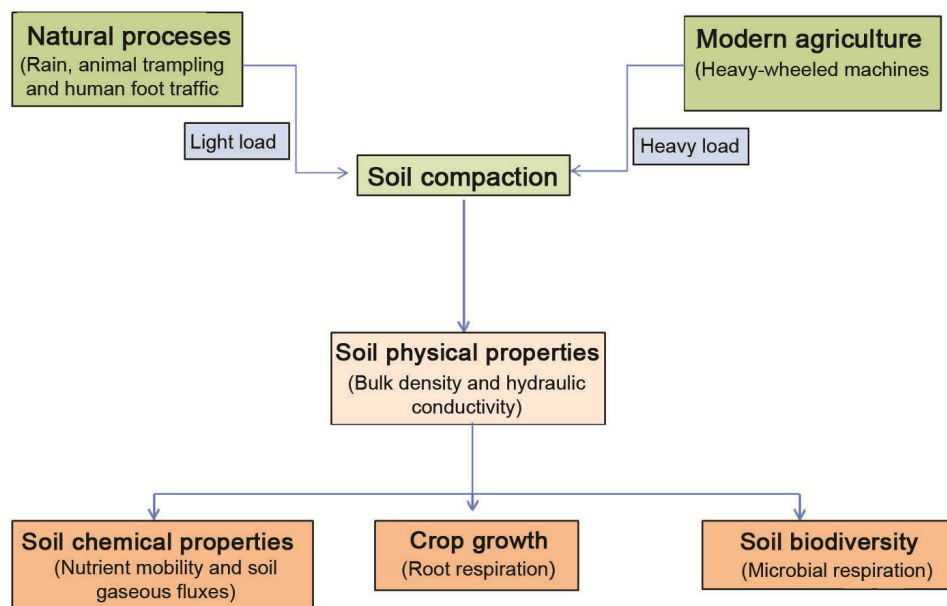 Natural proceses
(Rain, animal trampling
and human foot traffic
Modern agriculture
(Heavy-wheeled machines
Light load
Heavy load
Soil compaction
Soil physical properties
(Bulk density and hydraulic
conductivity)
Soil chemical properties
(Nutrient mobility and soil
gaseous fluxes)
Crop growth
(Root respiration)
Soil biodiversity
(Microbial respiration)